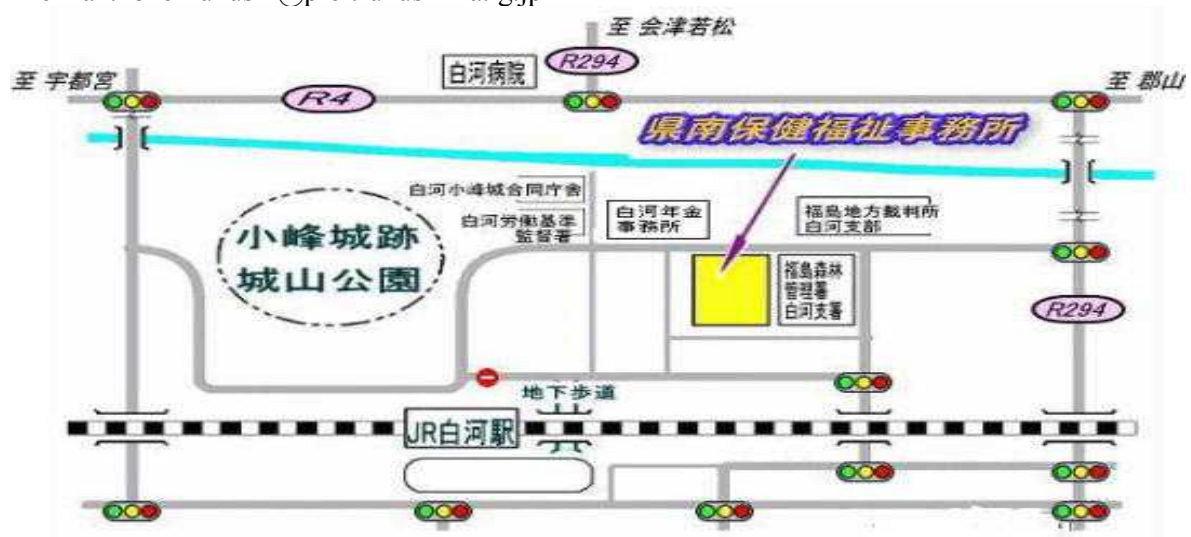 至 会津若松
至 宇都宮
白河病院
R294
至 郡山
R4
県南保健福祉事務所
白河小峰城合同庁舎
白河労働基準
監督署
白河年金
事務所
福島地方裁判所
白河支部
小峰城跡
城山公園
福島森林
管理署
白河支署
R294
地下歩道
JR白河駅